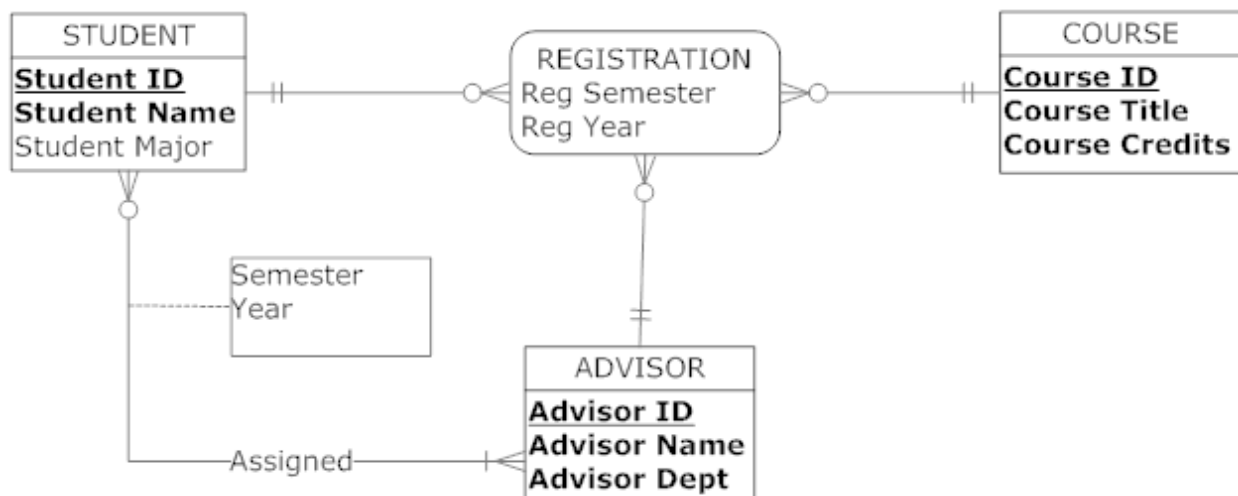 STUDENT
Student ID
Student Name
Student Major
REGISTRATION
Reg Semester
Reg Year
COURSE
Course ID
Course Title
Course Credits
Semester
Year
Assigned
ADVISOR
Advisor ID
Advisor Name
Advisor Dept